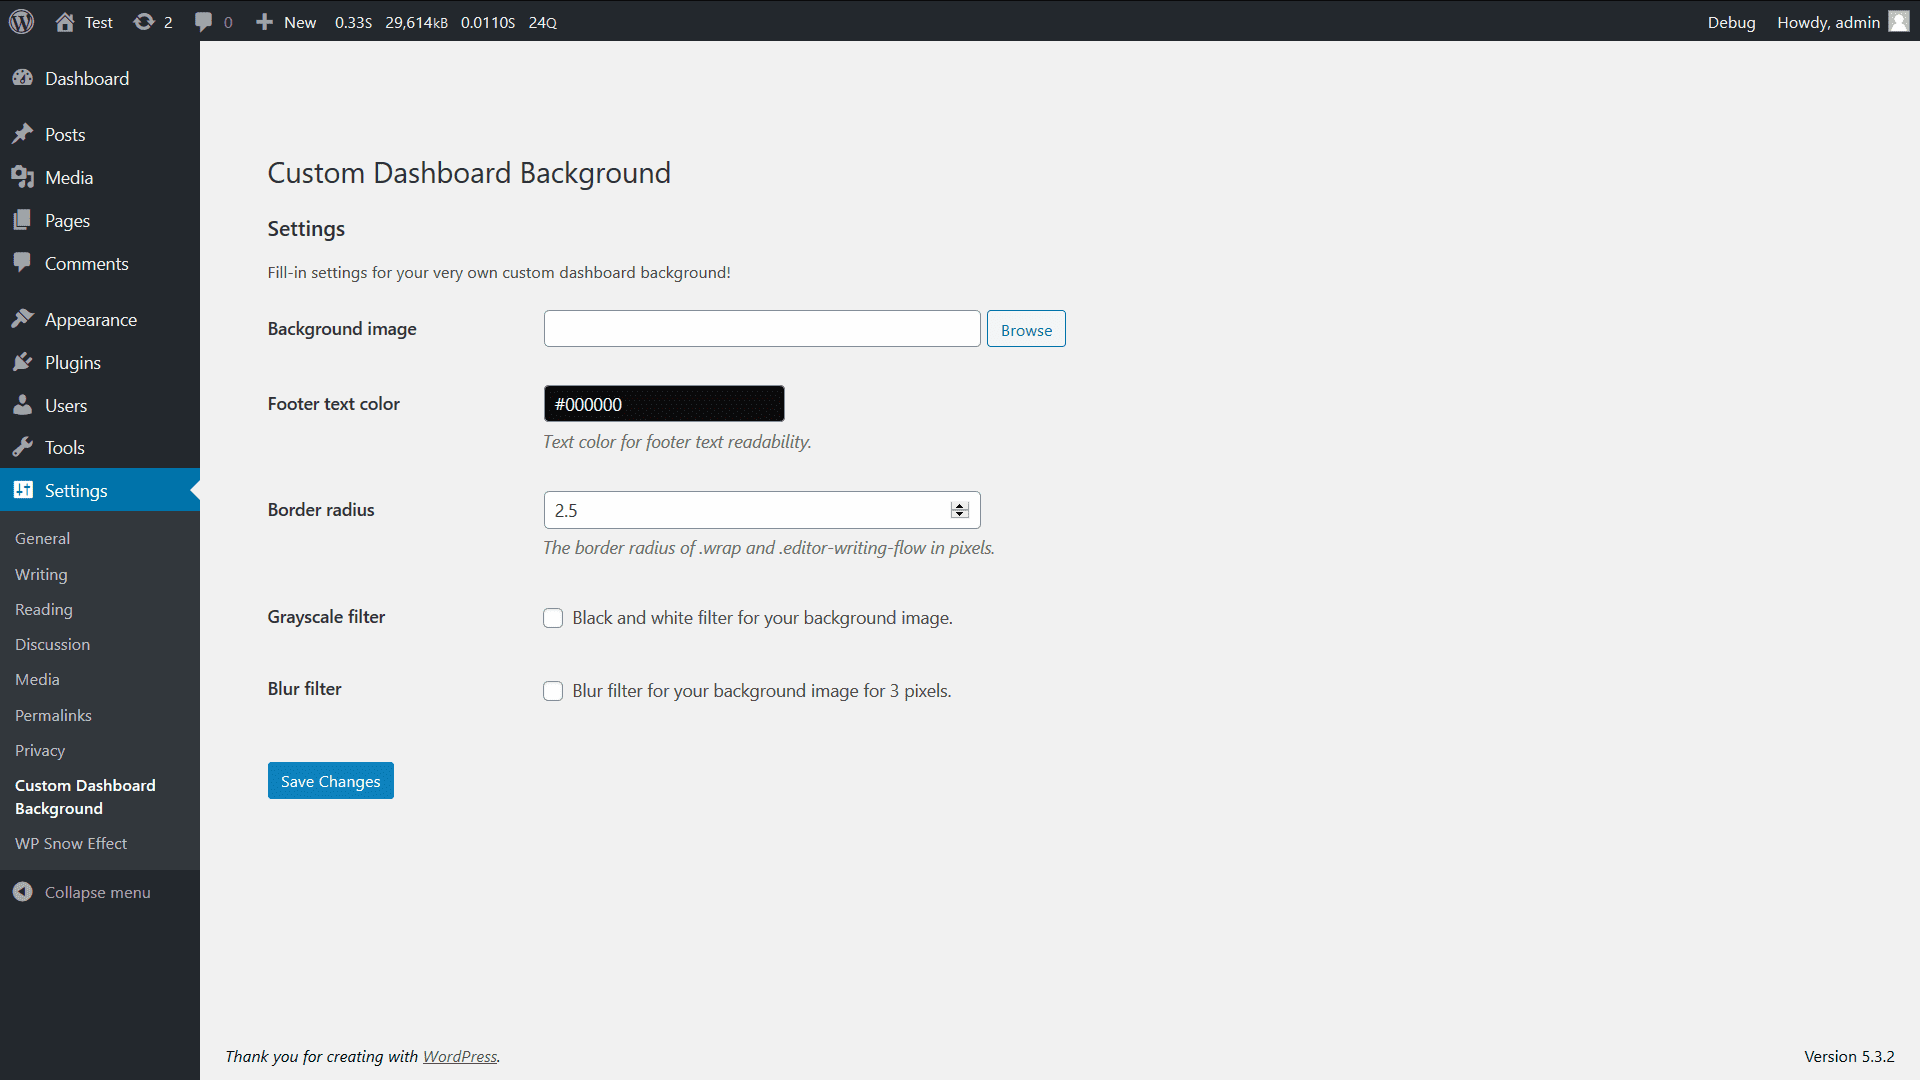 Test 2 0 New 0.33S 29,614KB 0.0110S 24Q Debug Howdy, admin
Dashboard
Posts
Media
Pages
Comments
Appearance
Plugins
Users
Tools
Settings
General
Writing
Reading
Discussion
Media
Permalinks
Privacy
Custom Dashboard
Background
WP Snow Effect
Collapse menu
Custom Dashboard Background
Settings
Fill-in settings for your very own custom dashboard background!
Background image Browse
Footer text color #000000
Text color for footer text readability.
Border radius 2.5
The border radius of .wrap and .editor-writing-flow in pixels.
Grayscale filter Black and white filter for your background image.
Blur filter Blur filter for your background image for 3 pixels.
Save Changes
Thank you for creating with WordPress. Version 5.3.2